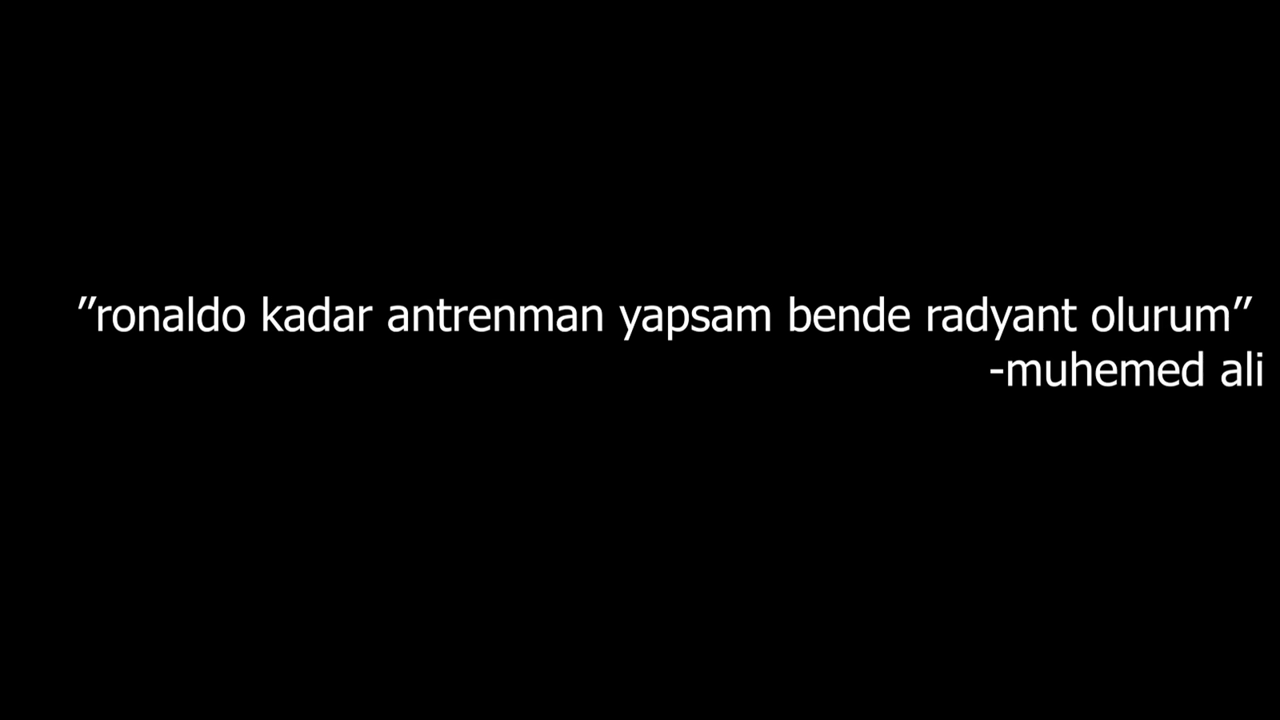 ”ronaldo kadar antrenman yapsam bende radyant olurum”
-muhemed ali